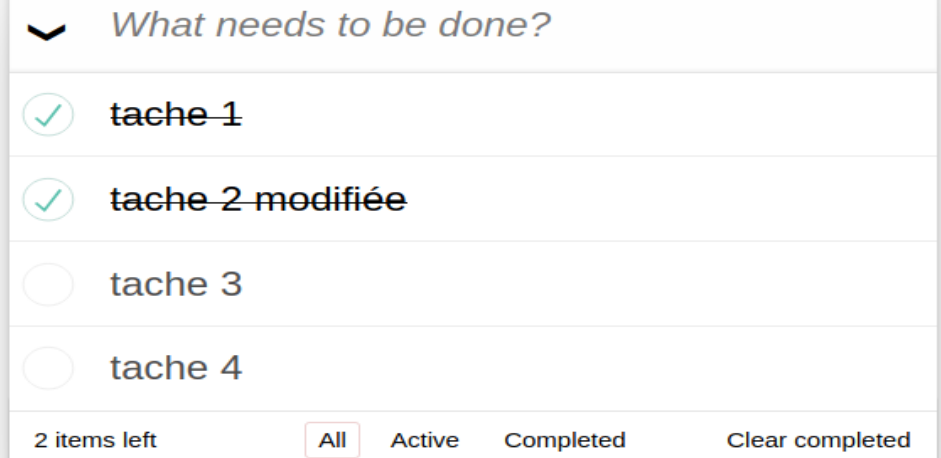 What needs to be done?
tache 1
tache 2 modifiée
tache 3
tache 4
2 items left All Active Completed Clear completed